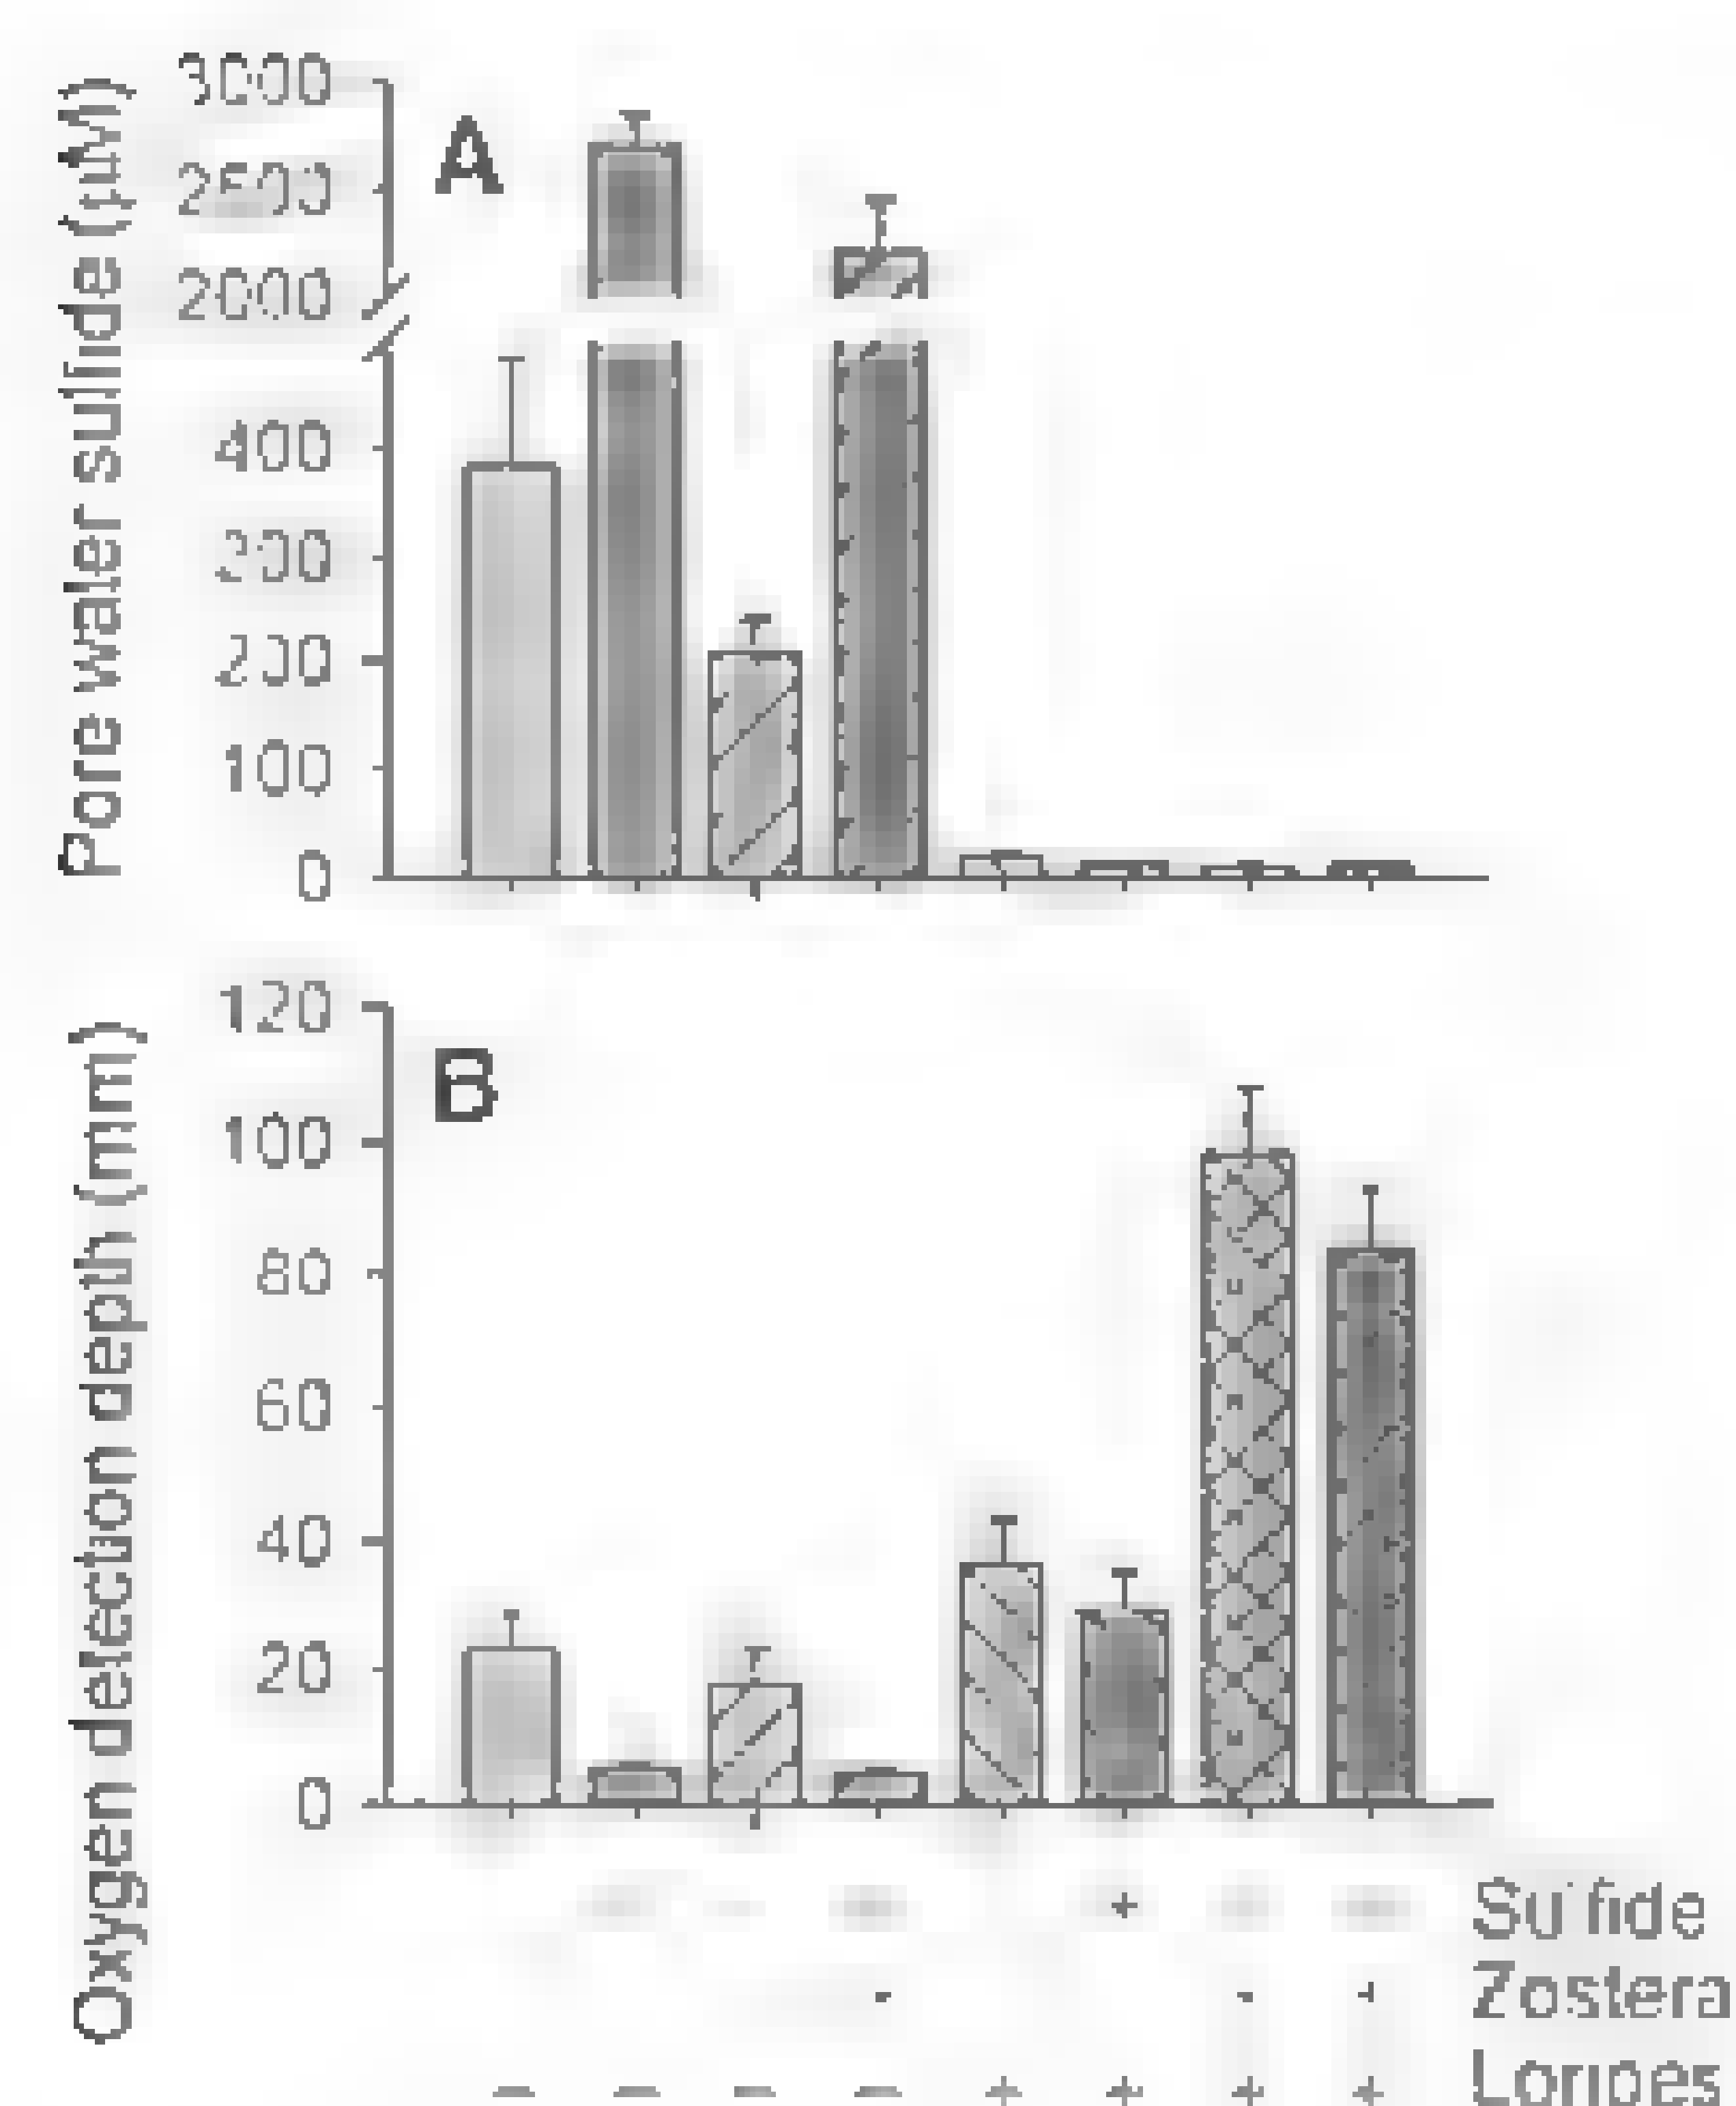 Pore water sulfide (µM)
3000
2500
2000
400
300
200
100
0
A
Oxygen detection depth (mm)
120
100
80
60
40
20
0
B
+ Sulfide
Zostera
− − − − + + + + Loripes